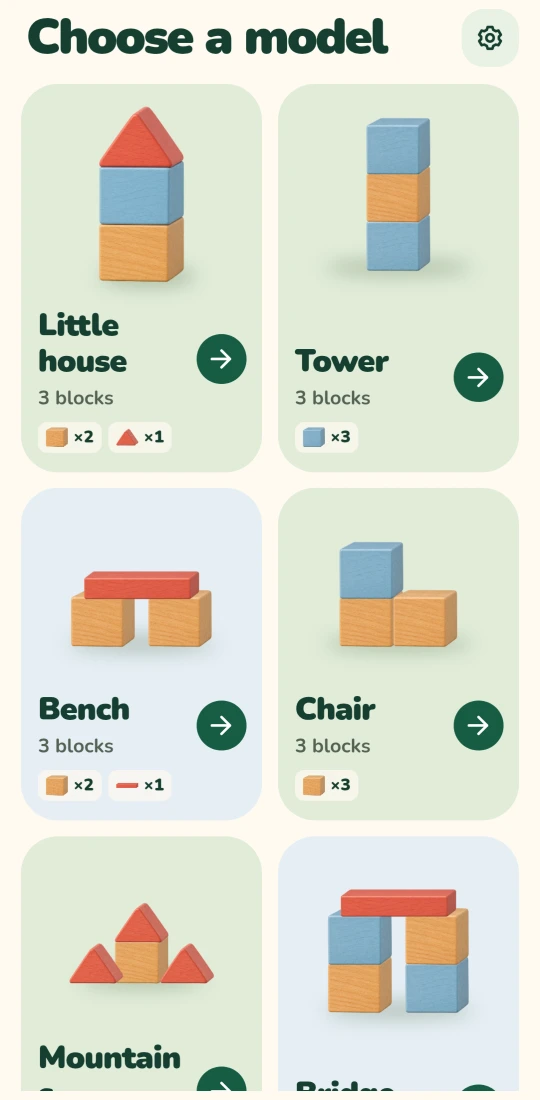 Choose a model
Little
house
3 blocks
×2 ×1
Tower
3 blocks
×3
Bench
3 blocks
×2 ×1
Chair
3 blocks
×3
Mountain
Bridge